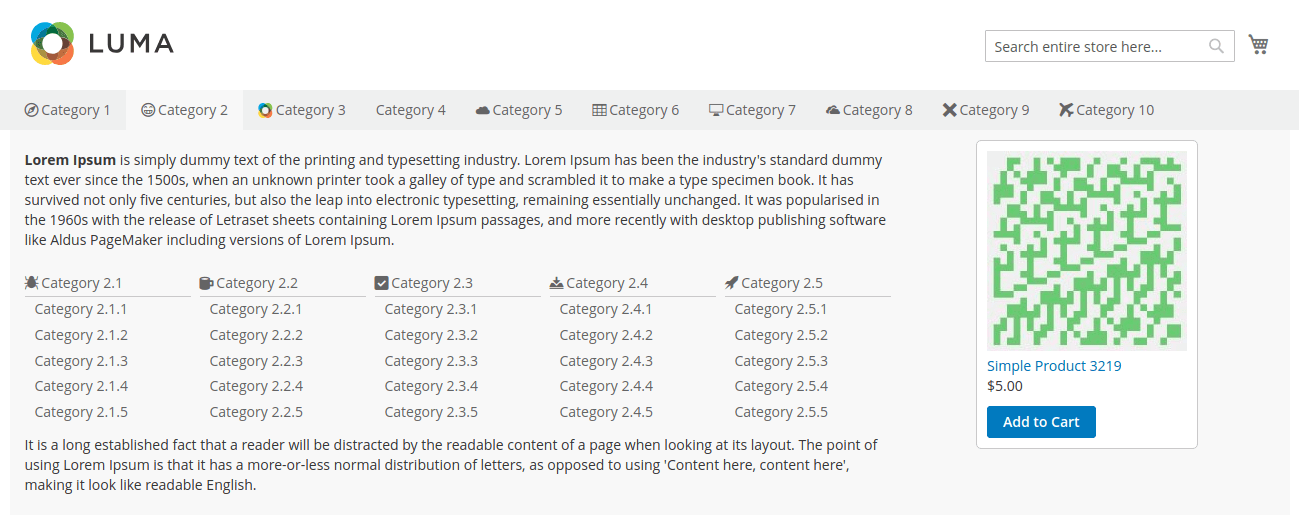 LUMA
Search entire store here...
Category 1 Category 2 Category 3 Category 4 Category 5 Category 6 Category 7 Category 8 Category 9 Category 10
Lorem Ipsum is simply dummy text of the printing and typesetting industry. Lorem Ipsum has been the industry's standard dummy
text ever since the 1500s, when an unknown printer took a galley of type and scrambled it to make a type specimen book. It has
survived not only five centuries, but also the leap into electronic typesetting, remaining essentially unchanged. It was popularised in
the 1960s with the release of Letraset sheets containing Lorem Ipsum passages, and more recently with desktop publishing software
like Aldus PageMaker including versions of Lorem Ipsum.
Category 2.1 Category 2.2 Category 2.3 Category 2.4 Category 2.5
Category 2.1.1 Category 2.2.1 Category 2.3.1 Category 2.4.1 Category 2.5.1
Category 2.1.2 Category 2.2.2 Category 2.3.2 Category 2.4.2 Category 2.5.2
Category 2.1.3 Category 2.2.3 Category 2.3.3 Category 2.4.3 Category 2.5.3
Category 2.1.4 Category 2.2.4 Category 2.3.4 Category 2.4.4 Category 2.5.4
Category 2.1.5 Category 2.2.5 Category 2.3.5 Category 2.4.5 Category 2.5.5
It is a long established fact that a reader will be distracted by the readable content of a page when looking at its layout. The point of
using Lorem Ipsum is that it has a more-or-less normal distribution of letters, as opposed to using 'Content here, content here',
making it look like readable English.
Simple Product 3219
$5.00
Add to Cart